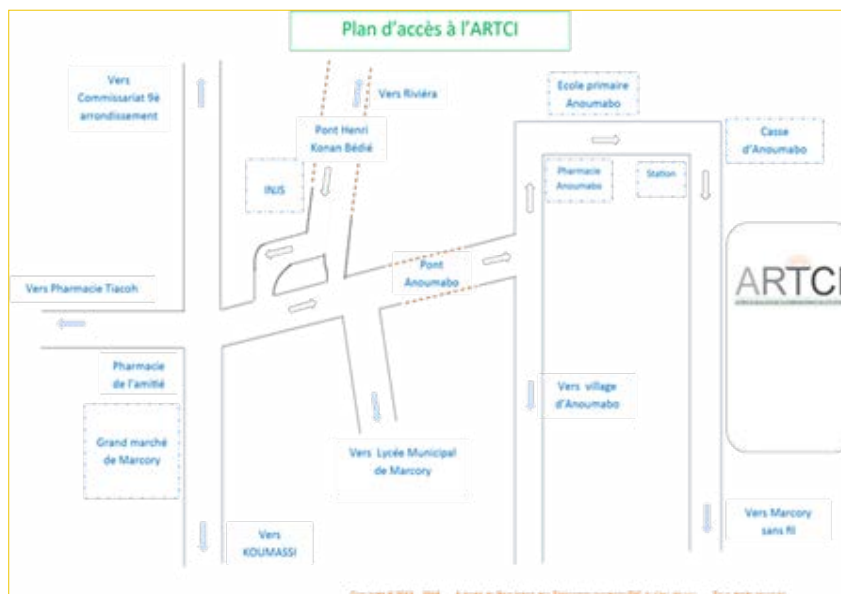 Plan d'accès à l'ARTCI
Vers
Commissariat 9è
arrondissement
Vers Riviéra
Ecole primaire
Anoumabo
Pont Henri
Konan Bédié
Casse
d'Anoumabo
INJS
Pharmacie
Anoumabo
Station
Pont
Anoumabo
ARTCI
Vers Pharmacie Tiacoh
Pharmacie
de l'amitié
Vers village
d'Anoumabo
Grand marché
de Marcory
Vers Lycée Municipal
de Marcory
Vers Marcory
sans fil
Vers
KOUMASSI